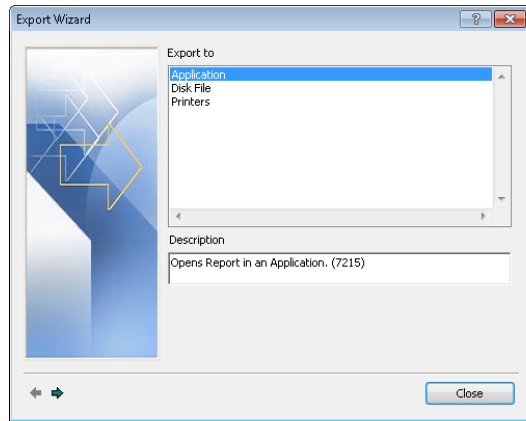 Export Wizard
Export to
Application
Disk File
Printers
Description
Opens Report in an Application. (7215)
Close